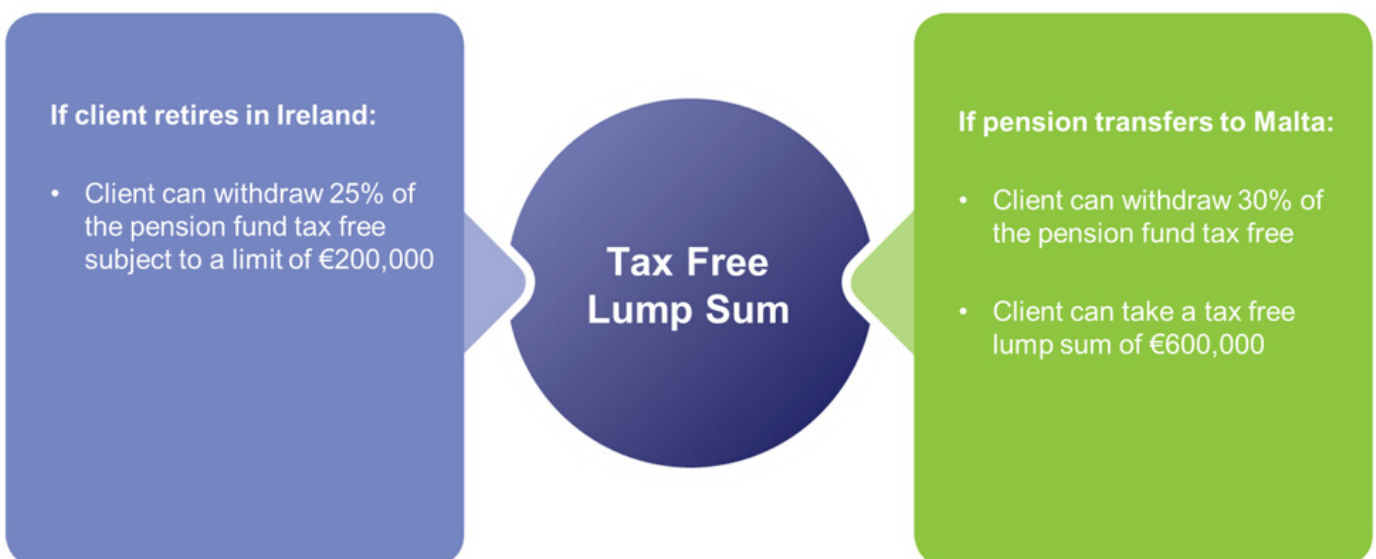 If client retires in Ireland:
• Client can withdraw 25% of
the pension fund tax free
subject to a limit of €200,000
Tax Free
Lump Sum
If pension transfers to Malta:
• Client can withdraw 30% of
the pension fund tax free
• Client can take a tax free
lump sum of €600,000